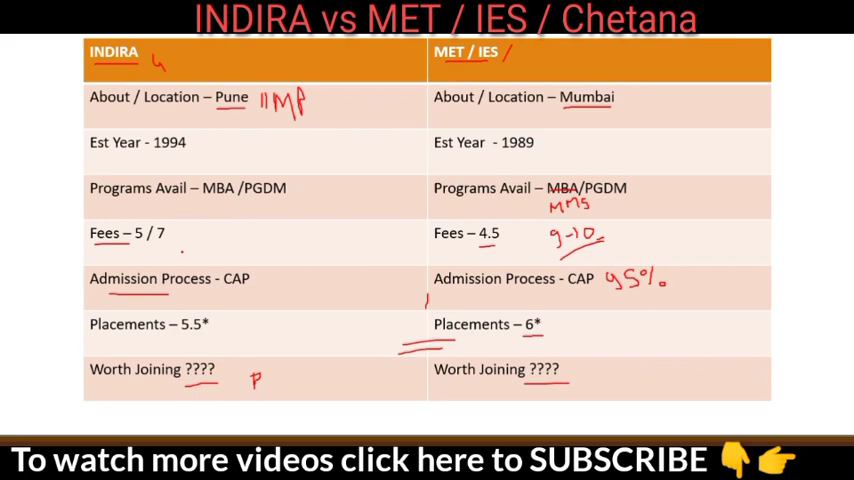 INDIRA vs MET / IES / Chetana
INDIRA
MET / IES /
About / Location – Pune IIMP
About / Location – Mumbai
Est Year - 1994
Est Year - 1989
Programs Avail – MBA /PGDM
Programs Avail – MBA/PGDM
MMS
Fees – 5 / 7
Fees – 4.5 9-10
Admission Process - CAP
Admission Process - CAP 95%
Placements – 5.5*
Placements – 6*
Worth Joining ???? P
Worth Joining ????
To watch more videos click here to SUBSCRIBE 👇👉